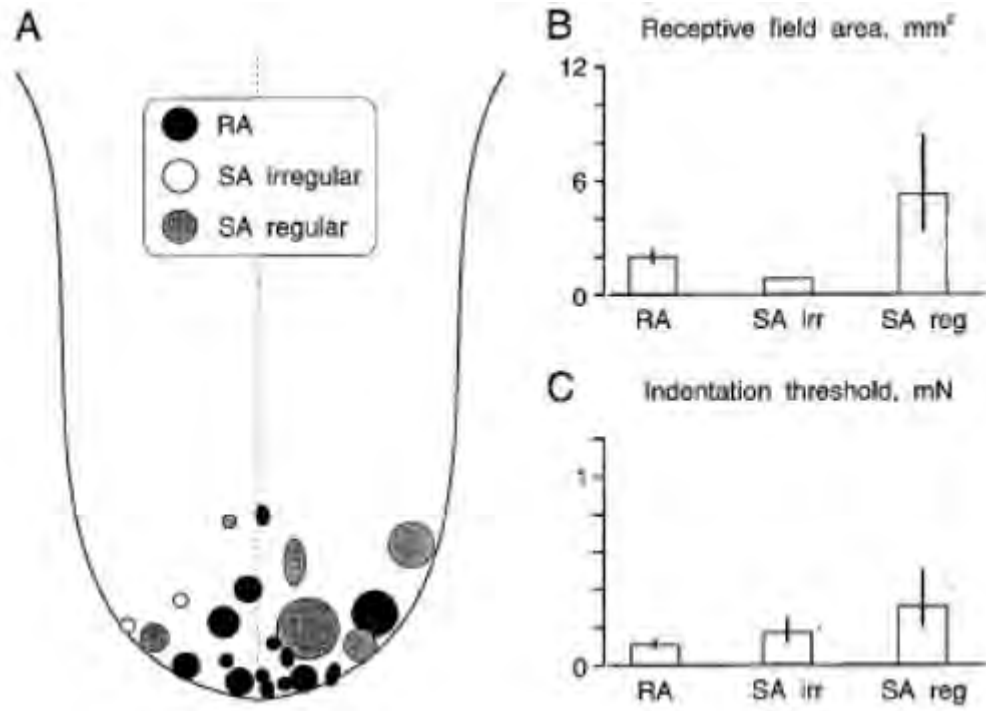 A
RA
SA irregular
SA regular
B Receptive field area, mm²
12
6
0
RA SA irr SA reg
C Indentation threshold, mN
1
0
RA SA irr SA reg